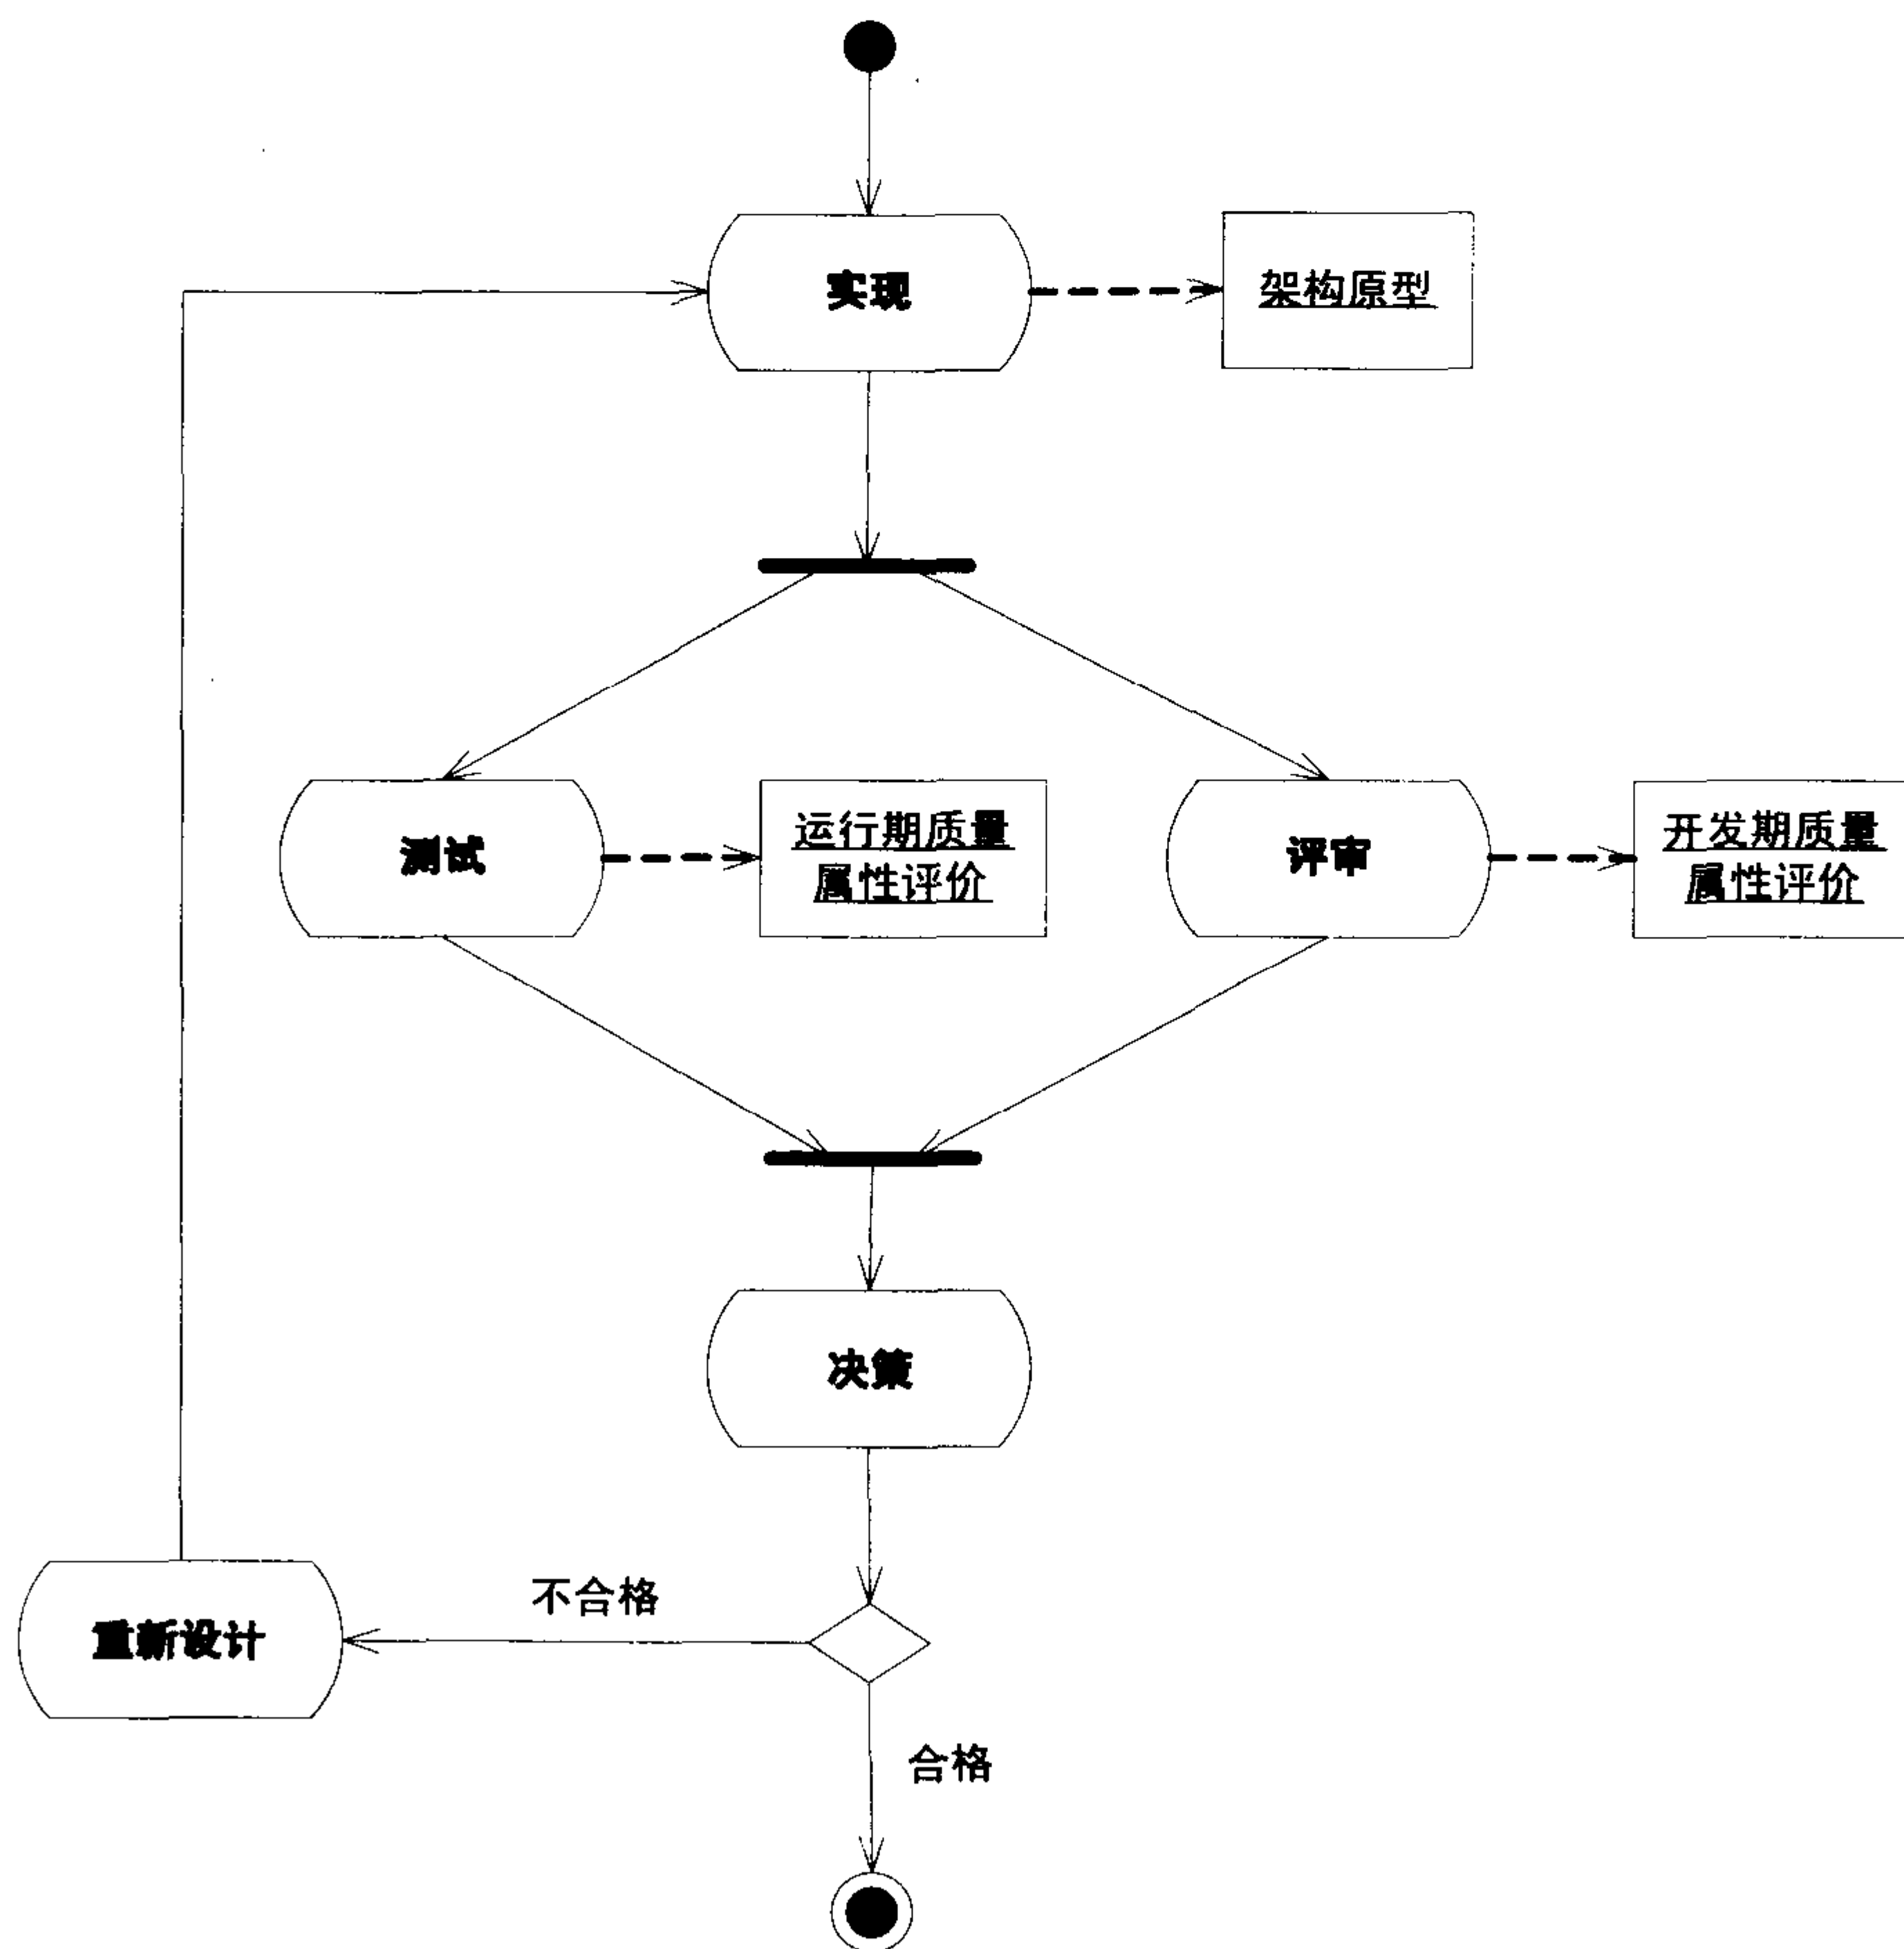 实现
架构原型
测试
运行期质量
属性评价
评审
开发期质量
属性评价
决策
不合格
重新设计
合格